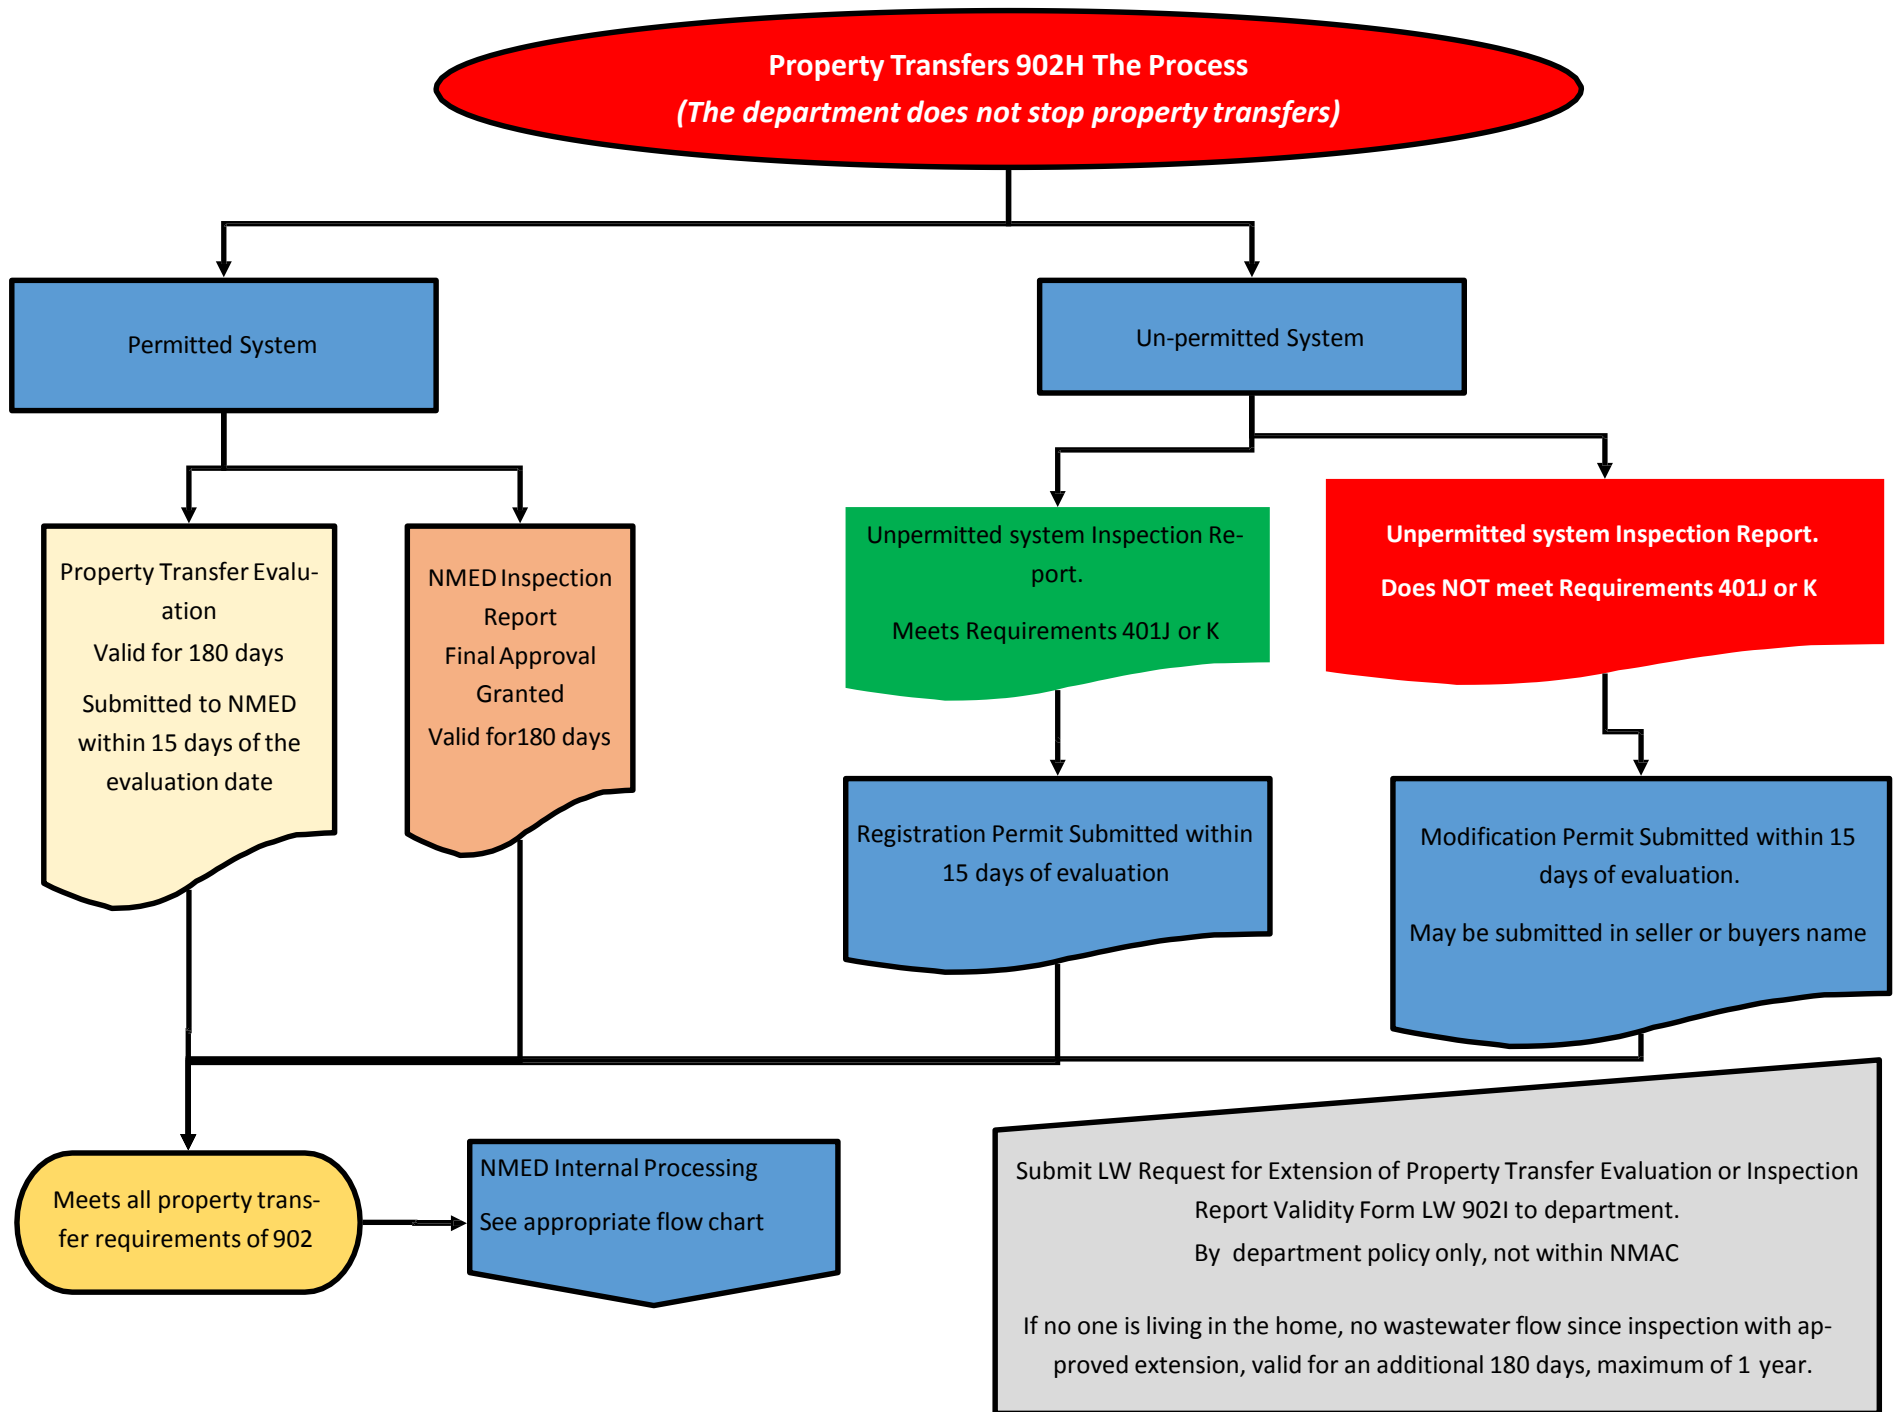 Property Transfers 902H The Process
(The department does not stop property transfers)
Permitted System
Un-permitted System
Property Transfer Evalu-
ation
Valid for 180 days
Submitted to NMED
within 15 days of the
evaluation date
NMED Inspection
Report
Final Approval
Granted
Valid for180 days
Unpermitted system Inspection Re-
port.
Meets Requirements 401J or K
Unpermitted system Inspection Report.
Does NOT meet Requirements 401J or K
Registration Permit Submitted within
15 days of evaluation
Modification Permit Submitted within 15
days of evaluation.
May be submitted in seller or buyers name
Meets all property trans-
fer requirements of 902
NMED Internal Processing
See appropriate flow chart
Submit LW Request for Extension of Property Transfer Evaluation or Inspection
Report Validity Form LW 902I to department.
By department policy only, not within NMAC
If no one is living in the home, no wastewater flow since inspection with ap-
proved extension, valid for an additional 180 days, maximum of 1 year.